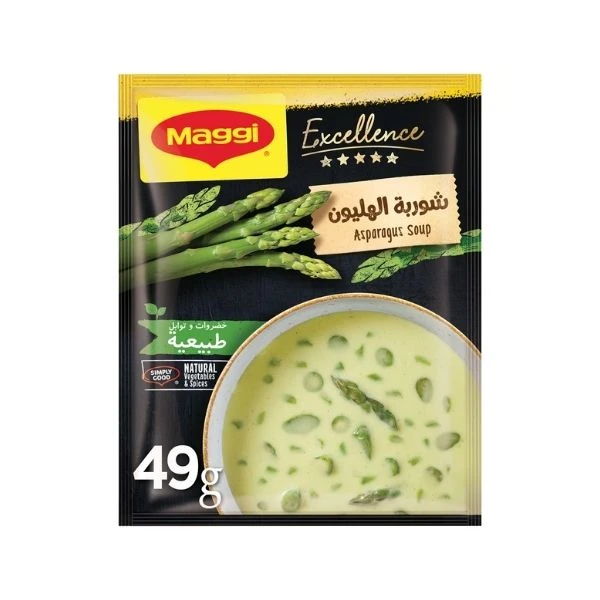 Maggi
Excellence
شوربة الهليون
Asparagus Soup
خضروات و توابل
طبيعية
SIMPLY
GOOD
NATURAL
Vegetables
& Spices
49g